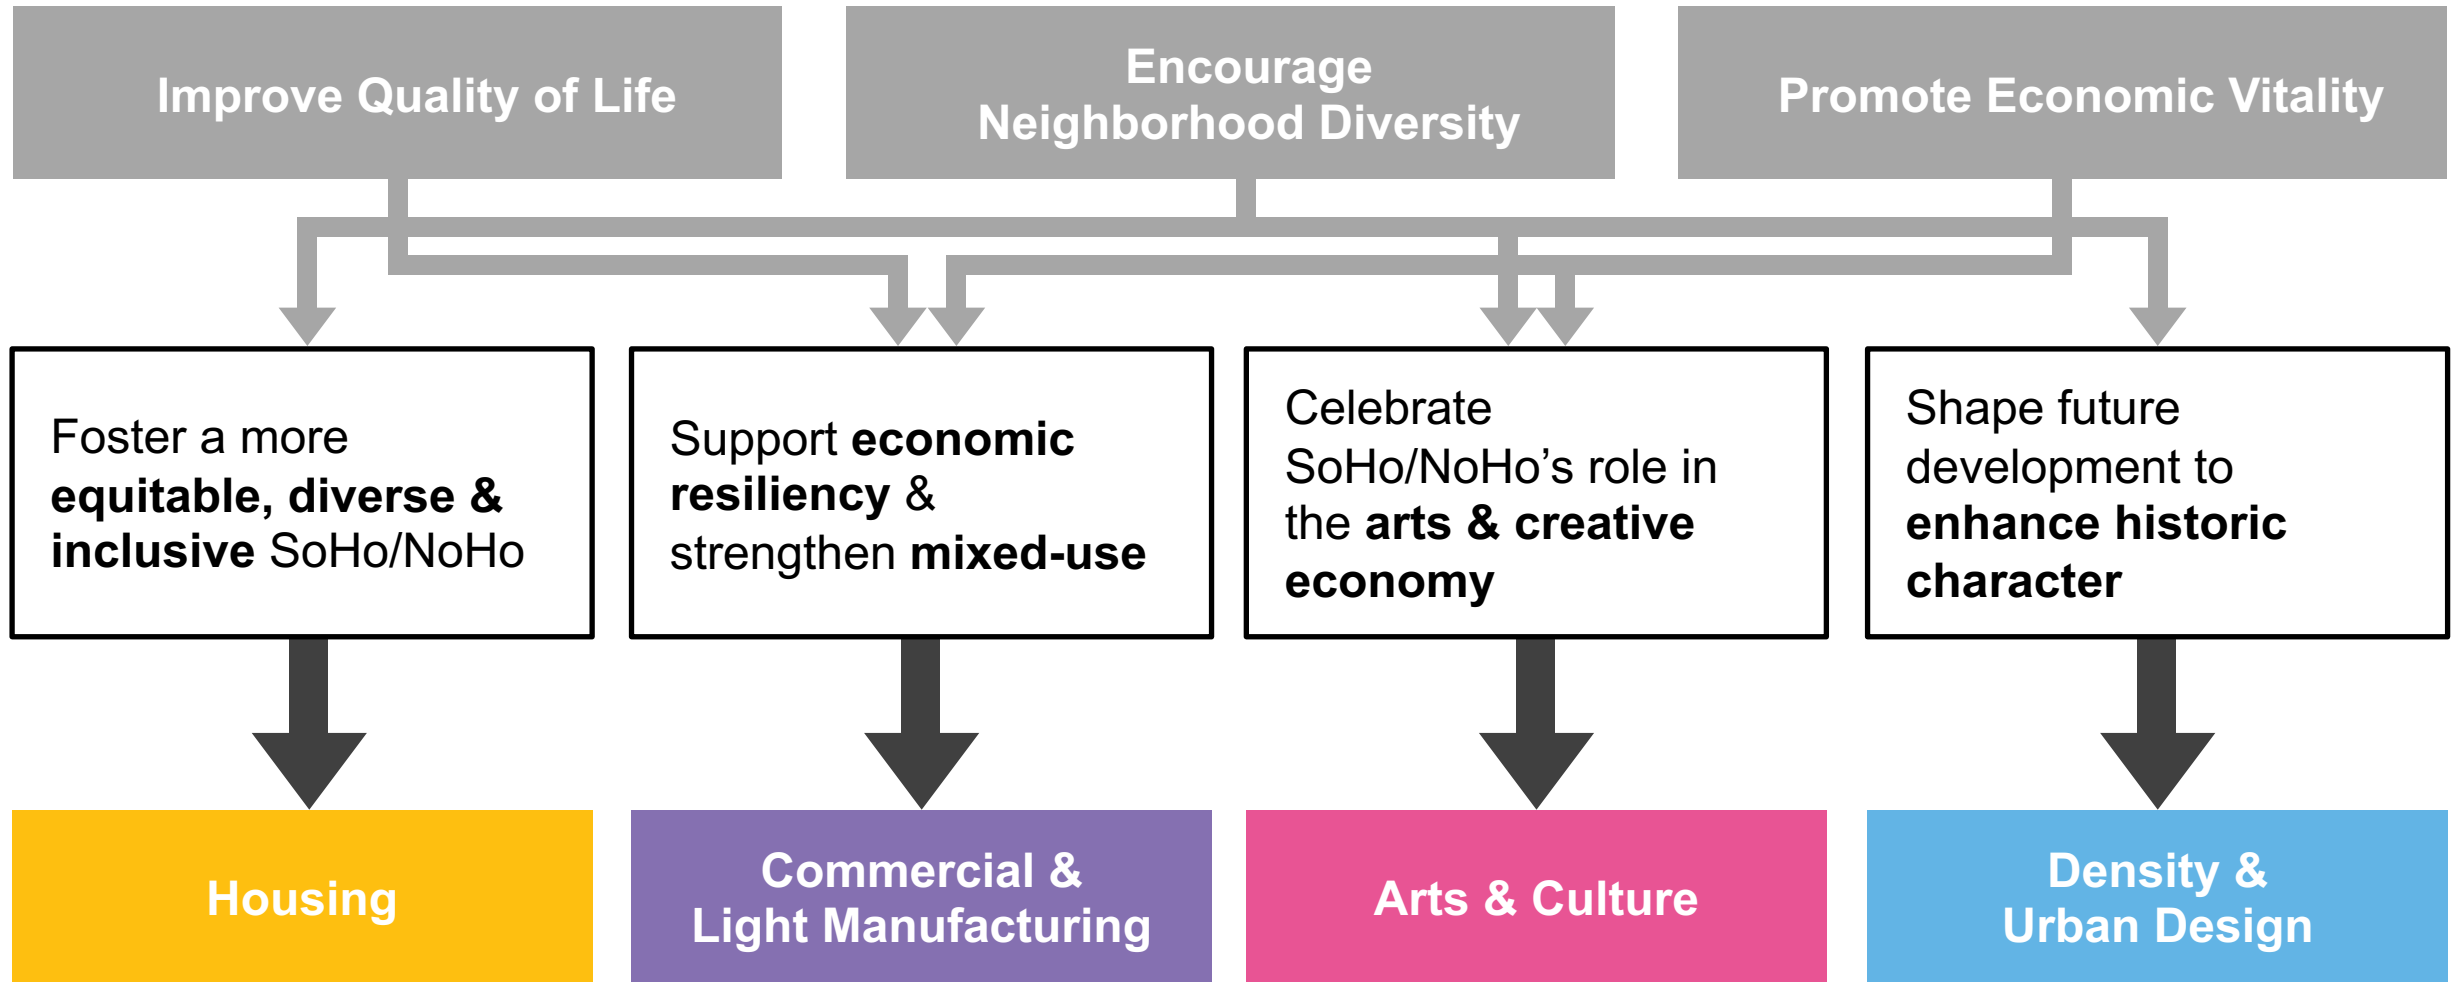 Improve Quality of Life
Encourage
Neighborhood Diversity
Promote Economic Vitality
Foster a more
equitable, diverse &
inclusive SoHo/NoHo
Support economic
resiliency &
strengthen mixed-use
Celebrate
SoHo/NoHo’s role in
the arts & creative
economy
Shape future
development to
enhance historic
character
Housing
Commercial &
Light Manufacturing
Arts & Culture
Density &
Urban Design